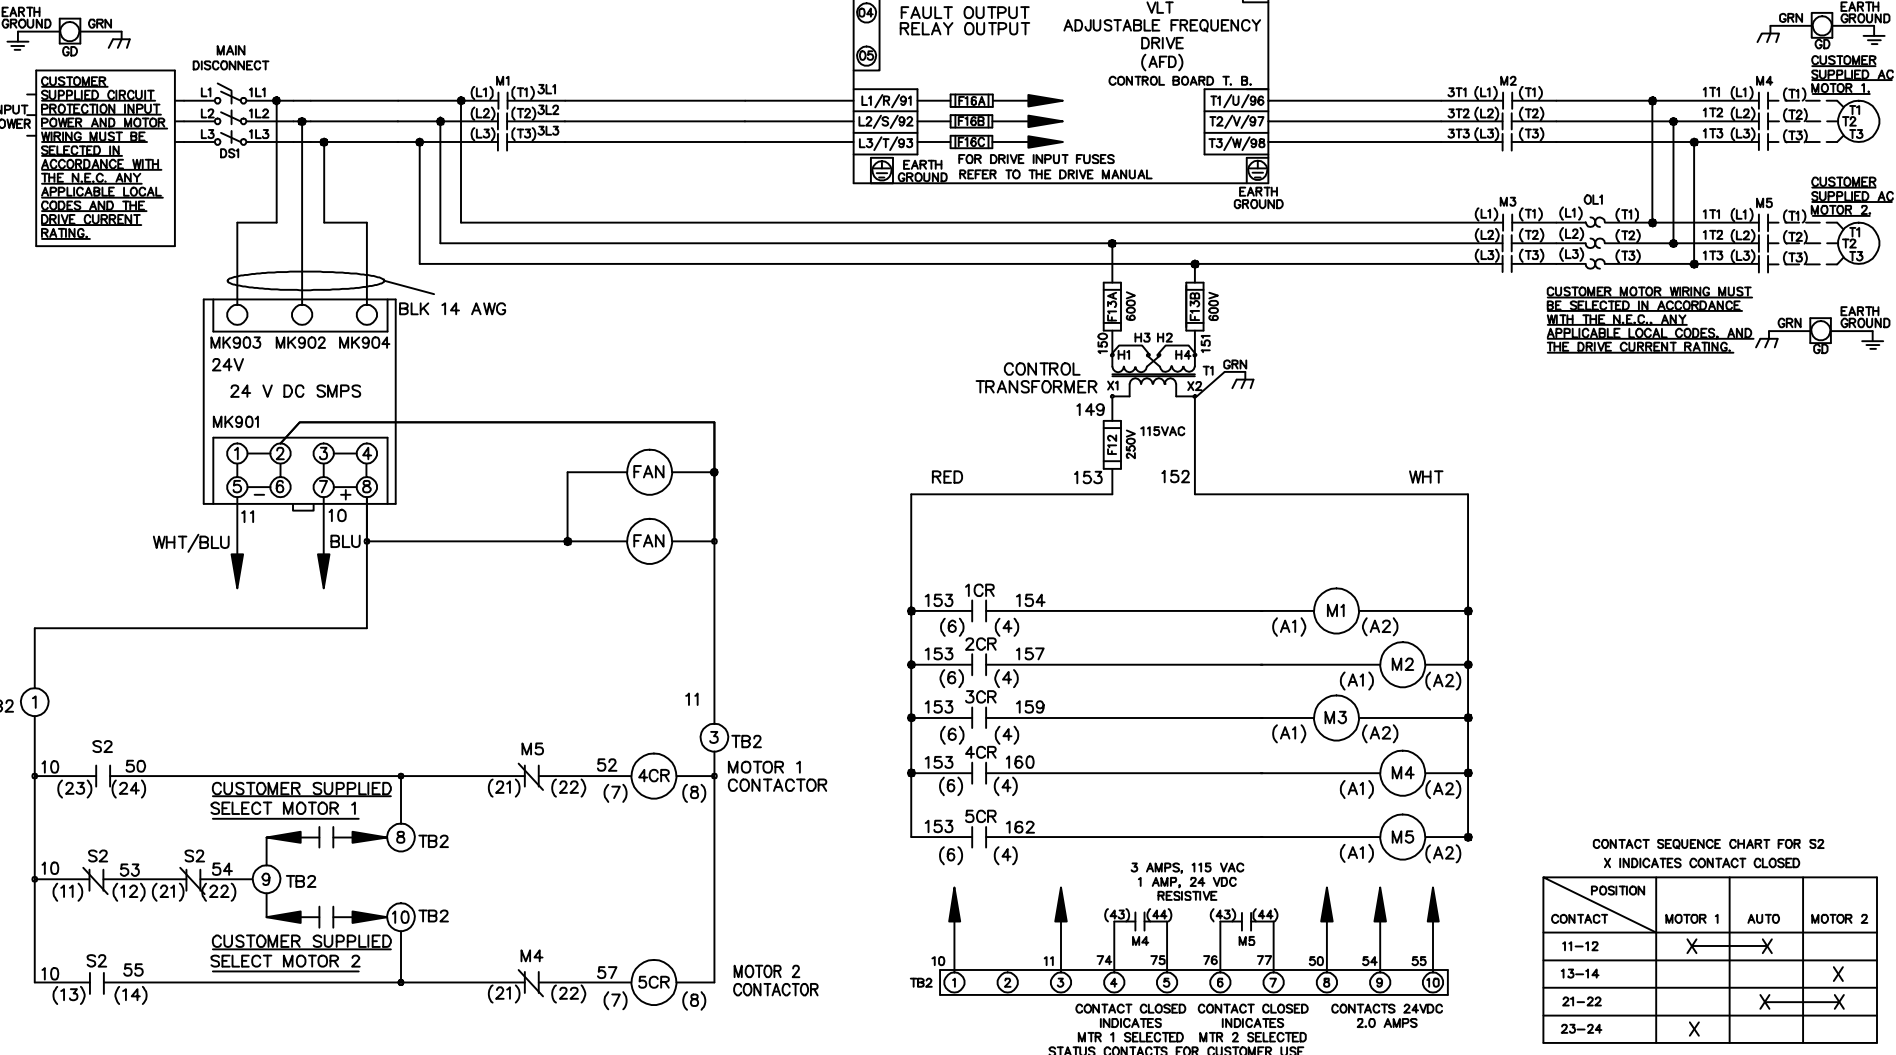 EARTH
GROUND
GRN
GD
MAIN
DISCONNECT
CUSTOMER
SUPPLIED CIRCUIT
PROTECTION INPUT
POWER AND MOTOR
WIRING MUST BE
SELECTED IN
ACCORDANCE WITH
THE N.E.C. ANY
APPLICABLE LOCAL
CODES AND THE
DRIVE CURRENT
RATING.
L1 1L1
L2 1L2
L3 1L3
DS1
M1
(L1) (T1) 3L1
(L2) (T2) 3L2
(L3) (T3) 3L3
04
05
FAULT OUTPUT
RELAY OUTPUT
VLT
ADJUSTABLE FREQUENCY
DRIVE
(AFD)
CONTROL BOARD T. B.
L1/R/91 F16A T1/U/96
L2/S/92 F16B T2/V/97
L3/T/93 F16C T3/W/98
EARTH
GROUND
FOR DRIVE INPUT FUSES
REFER TO THE DRIVE MANUAL
EARTH
GROUND
M2
3T1 (L1) (T1)
3T2 (L2) (T2)
3T3 (L3) (T3)
M4
1T1 (L1) (T1)
1T2 (L2) (T2)
1T3 (L3) (T3)
T1
T2
T3
GRN
GD
EARTH
GROUND
CUSTOMER
SUPPLIED AC
MOTOR 1.
M3 OL1 M5
(L1) (T1) (L1) (T1) 1T1 (L1) (T1)
(L2) (T2) (L2) (T2) 1T2 (L2) (T2)
(L3) (T3) (L3) (T3) 1T3 (L3) (T3)
T1
T2
T3
CUSTOMER
SUPPLIED AC
MOTOR 2.
CUSTOMER MOTOR WIRING MUST
BE SELECTED IN ACCORDANCE
WITH THE N.E.C., ANY
APPLICABLE LOCAL CODES, AND
THE DRIVE CURRENT RATING.
GRN
GD
EARTH
GROUND
BLK 14 AWG
MK903 MK902 MK904
24V
24 V DC SMPS
MK901
1 2 3 4
5 - 6 7 + 8
11 10
WHT/BLU BLU
FAN
FAN
F13A 600V
F13B 600V
150 151
H3 H2
H1 H4
CONTROL
TRANSFORMER
T1
GRN
X1 X2
149
F12 250V
115VAC
153 152
RED WHT
1CR
153 154 M1
(6) (4) (A1) (A2)
2CR
153 157 M2
(6) (4) (A1) (A2)
3CR
153 159 M3
(6) (4) (A1) (A2)
4CR
153 160 M4
(6) (4) (A1) (A2)
5CR
153 162 M5
(6) (4) (A1) (A2)
1
11
3 TB2
S2 M5
10 50 52 4CR
(23) (24) (21) (22) (7) (8)
MOTOR 1
CONTACTOR
CUSTOMER SUPPLIED
SELECT MOTOR 1
8 TB2
S2 S2
10 53 54 9 TB2
(11) (12) (21) (22)
10 TB2
CUSTOMER SUPPLIED
SELECT MOTOR 2
S2 M4
10 55 57 5CR
(13) (14) (21) (22) (7) (8)
MOTOR 2
CONTACTOR
3 AMPS, 115 VAC
1 AMP, 24 VDC
RESISTIVE
(43) (44) (43) (44)
M4 M5
10 11 74 75 76 77 50 54 55
TB2 1 2 3 4 5 6 7 8 9 10
CONTACT CLOSED
INDICATES
MTR 1 SELECTED
CONTACT CLOSED
INDICATES
MTR 2 SELECTED
STATUS CONTACTS FOR CUSTOMER USE
CONTACTS 24VDC
2.0 AMPS
CONTACT SEQUENCE CHART FOR S2
X INDICATES CONTACT CLOSED
POSITION
CONTACT MOTOR 1 AUTO MOTOR 2
11-12 X X
13-14 X
21-22 X X
23-24 X